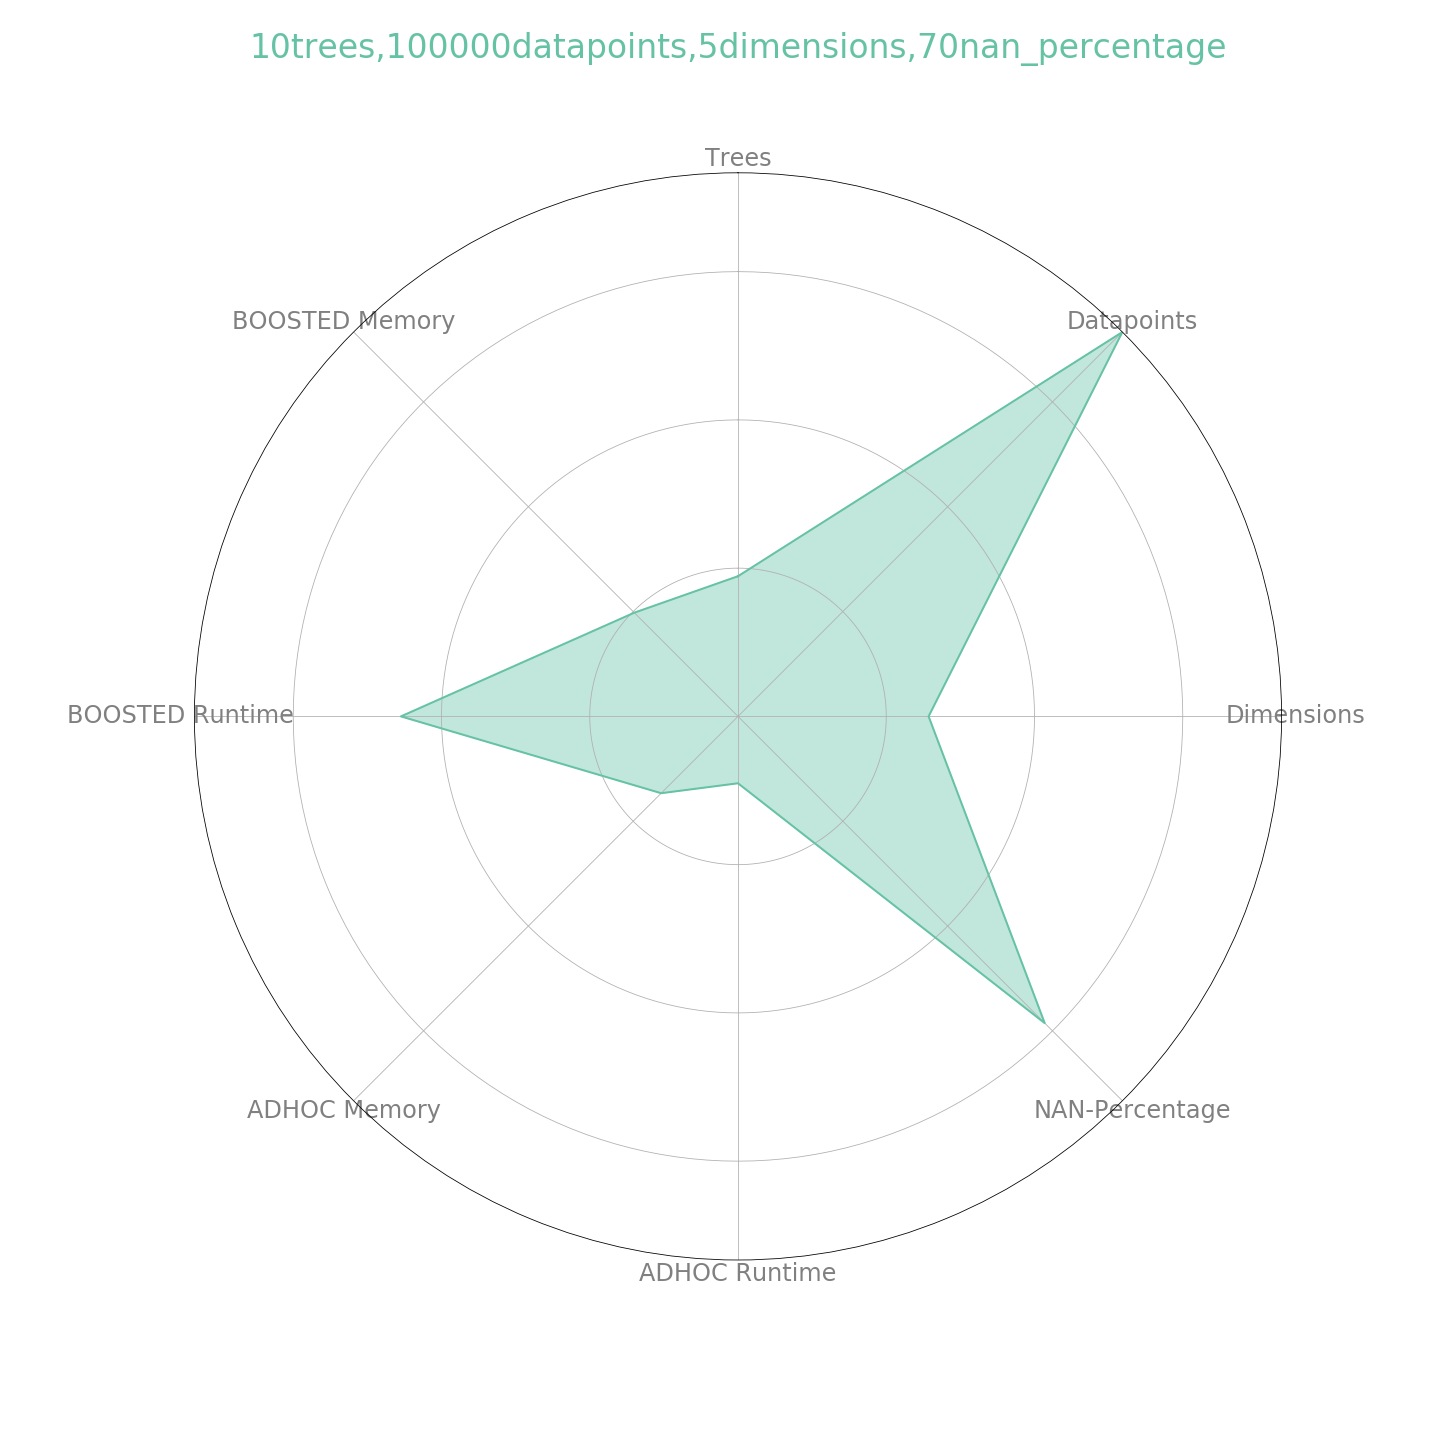 10trees,100000datapoints,5dimensions,70nan_percentage
Trees
BOOSTED Memory
Datapoints
BOOSTED Runtime
Dimensions
ADHOC Memory
NAN-Percentage
ADHOC Runtime